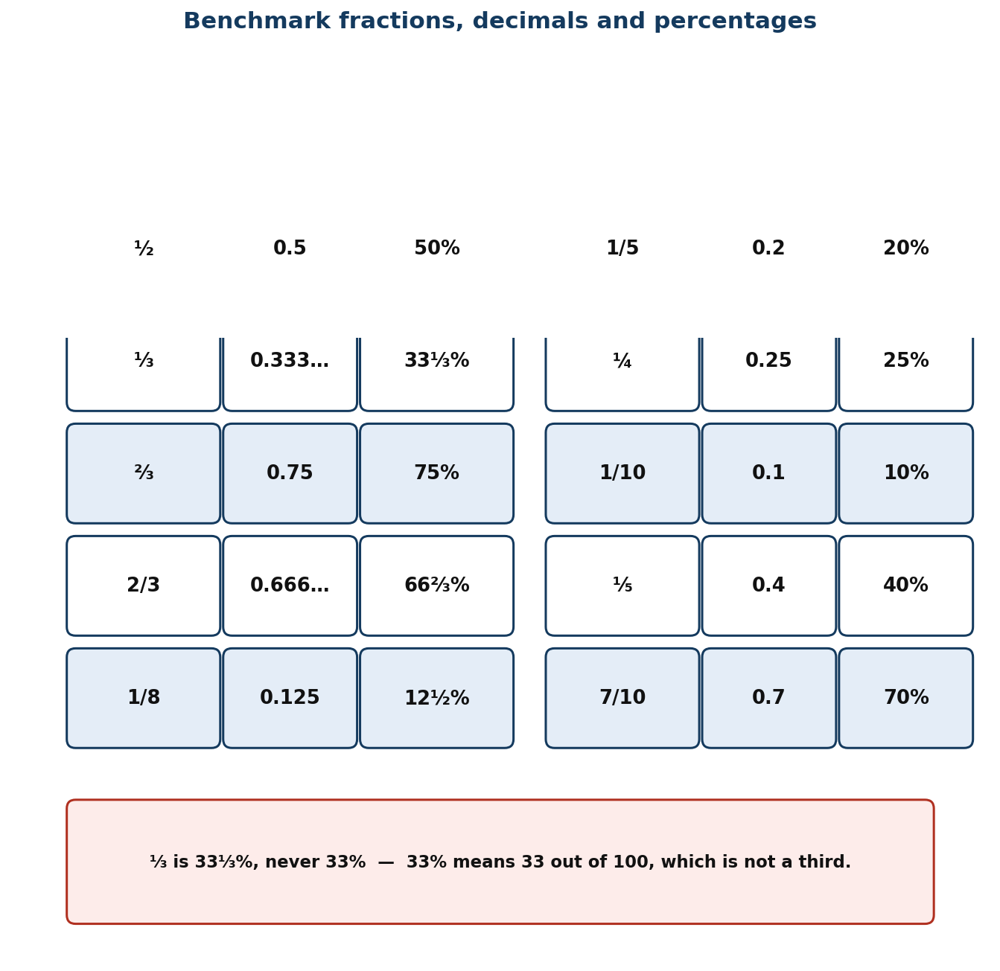 Benchmark fractions, decimals and percentages
½ 0.5 50% 1/5 0.2 20%
⅓ 0.333… 33⅓% ¼ 0.25 25%
⅔ 0.75 75% 1/10 0.1 10%
2/3 0.666… 66⅔% ⅕ 0.4 40%
1/8 0.125 12½% 7/10 0.7 70%
⅓ is 33⅓%, never 33% — 33% means 33 out of 100, which is not a third.